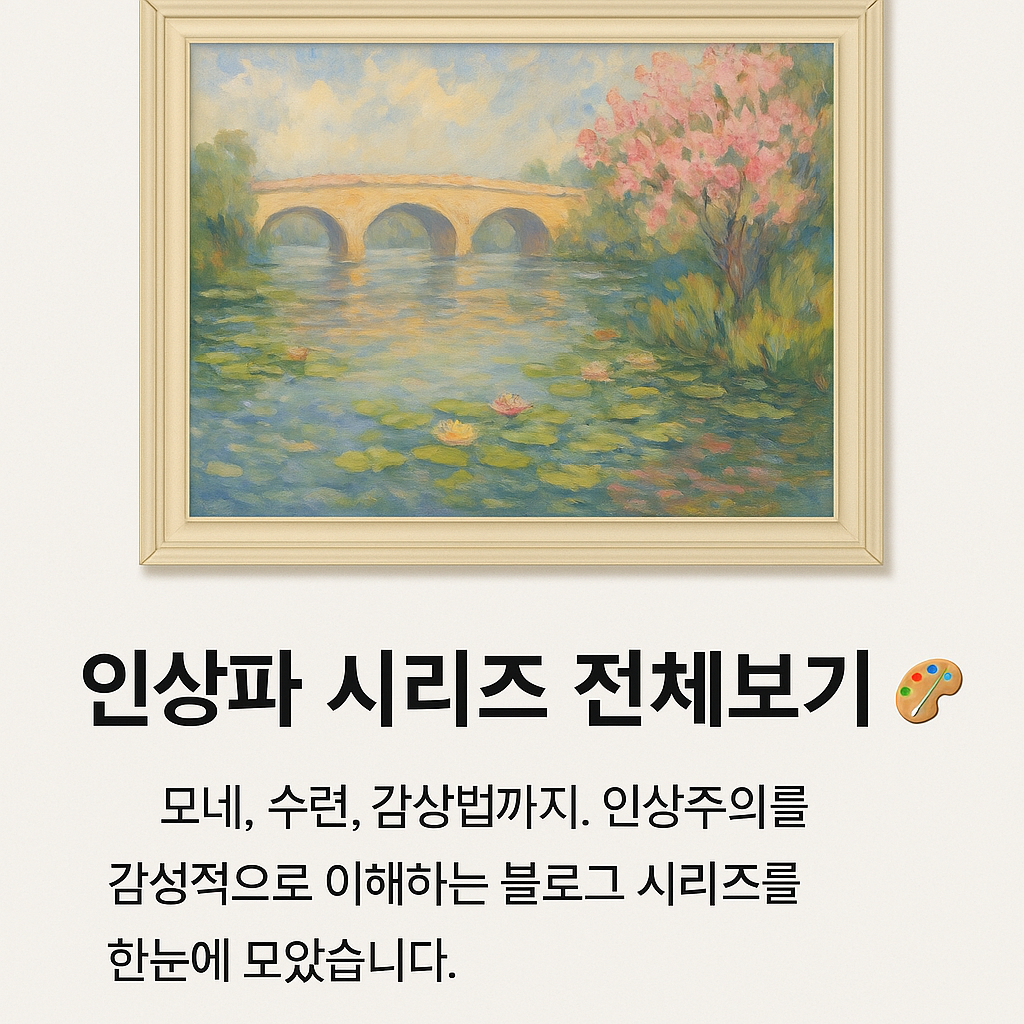 인상파 시리즈 전체보기 🎨
모네, 수련, 감상법까지. 인상주의를
감성적으로 이해하는 블로그 시리즈를
한눈에 모았습니다.